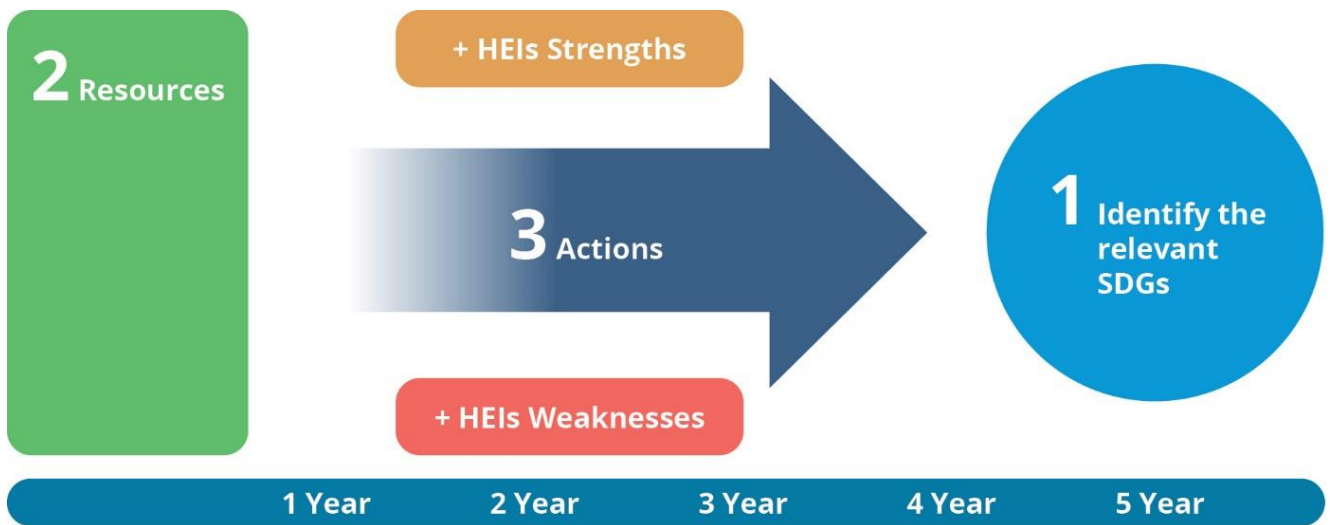 2 Resources
+ HEIs Strengths
3 Actions
+ HEIs Weaknesses
1 Identify the
relevant
SDGs
1 Year 2 Year 3 Year 4 Year 5 Year